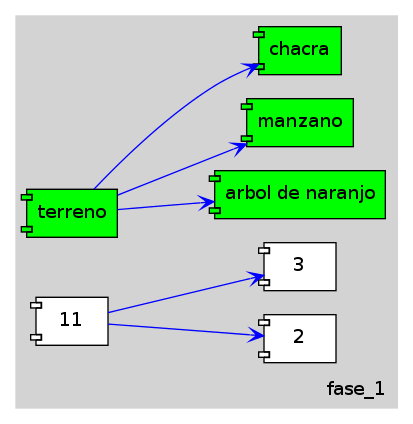 chacra
manzano
arbol de naranjo
terreno
3
11
2
fase_1